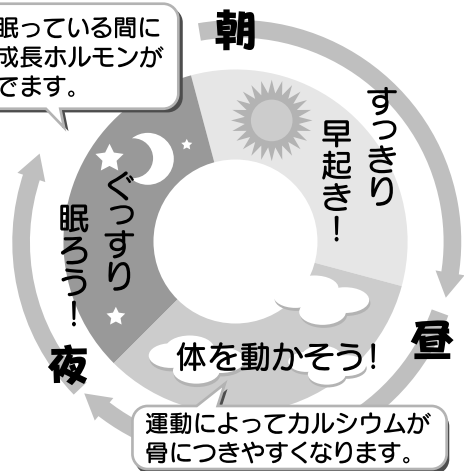 眠っている間に
成長ホルモンが
でます。
朝
すっきり
早起き！
昼
体を動かそう！
運動によってカルシウムが
骨につきやすくなります。
夜
ぐっすり
眠ろう！